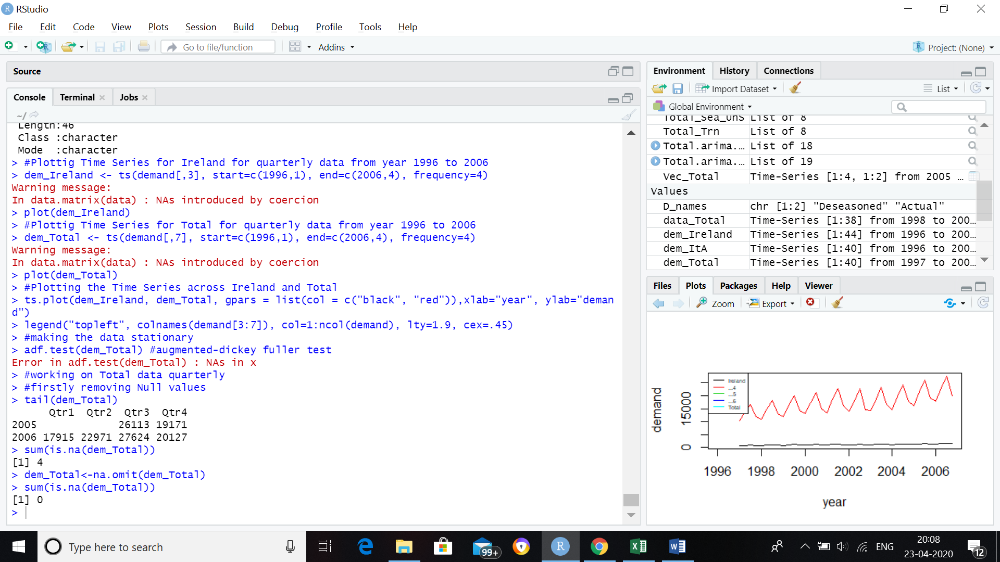 RStudio
File Edit Code View Plots Session Build Debug Profile Tools Help
Go to file/function Addins Project: (None)
Source
Console Terminal Jobs
~/
Length:46
Class :character
Mode :character
> #Plottig Time Series for Ireland for quarterly data from year 1996 to 2006
> dem_Ireland <- ts(demand[,3], start=c(1996,1), end=c(2006,4), frequency=4)
Warning message:
In data.matrix(data) : NAs introduced by coercion
> plot(dem_Ireland)
> #Plottig Time Series for Total for quarterly data from year 1996 to 2006
> dem_Total <- ts(demand[,7], start=c(1996,1), end=c(2006,4), frequency=4)
Warning message:
In data.matrix(data) : NAs introduced by coercion
> plot(dem_Total)
> #Plotting the Time Series across Ireland and Total
> ts.plot(dem_Ireland, dem_Total, gpars = list(col = c("black", "red")),xlab="year", ylab="deman
d")
> legend("topleft", colnames(demand[3:7]), col=1:ncol(demand), lty=1.9, cex=.45)
> #making the data stationary
> adf.test(dem_Total) #augmented-dickey fuller test
Error in adf.test(dem_Total) : NAs in x
> #working on Total data quarterly
> #firstly removing Null values
> tail(dem_Total)
Qtr1 Qtr2 Qtr3 Qtr4
2005 26113 19171
2006 17915 22971 27624 20127
> sum(is.na(dem_Total))
[1] 4
> dem_Total<-na.omit(dem_Total)
> sum(is.na(dem_Total))
[1] 0
>
Environment History Connections
Import Dataset List
Global Environment
Total_Sea_UnS List of 8
Total_Trn List of 8
Total.arima.… List of 18
Total.arima.… List of 19
Vec_Total Time-Series [1:4, 1:2] from 2005 …
Values
D_names chr [1:2] "Deseasoned" "Actual"
data_Total Time-Series [1:38] from 1998 to 200…
dem_Ireland Time-Series [1:44] from 1996 to 200…
dem_ItA Time-Series [1:40] from 1996 to 200…
dem_Total Time-Series [1:40] from 1997 to 200…
Files Plots Packages Help Viewer
Zoom Export
Ireland
...4
...5
...6
Total
demand
0 15000
1996 1998 2000 2002 2004 2006
year
Type here to search
99+
ENG
20:08
23-04-2020
12